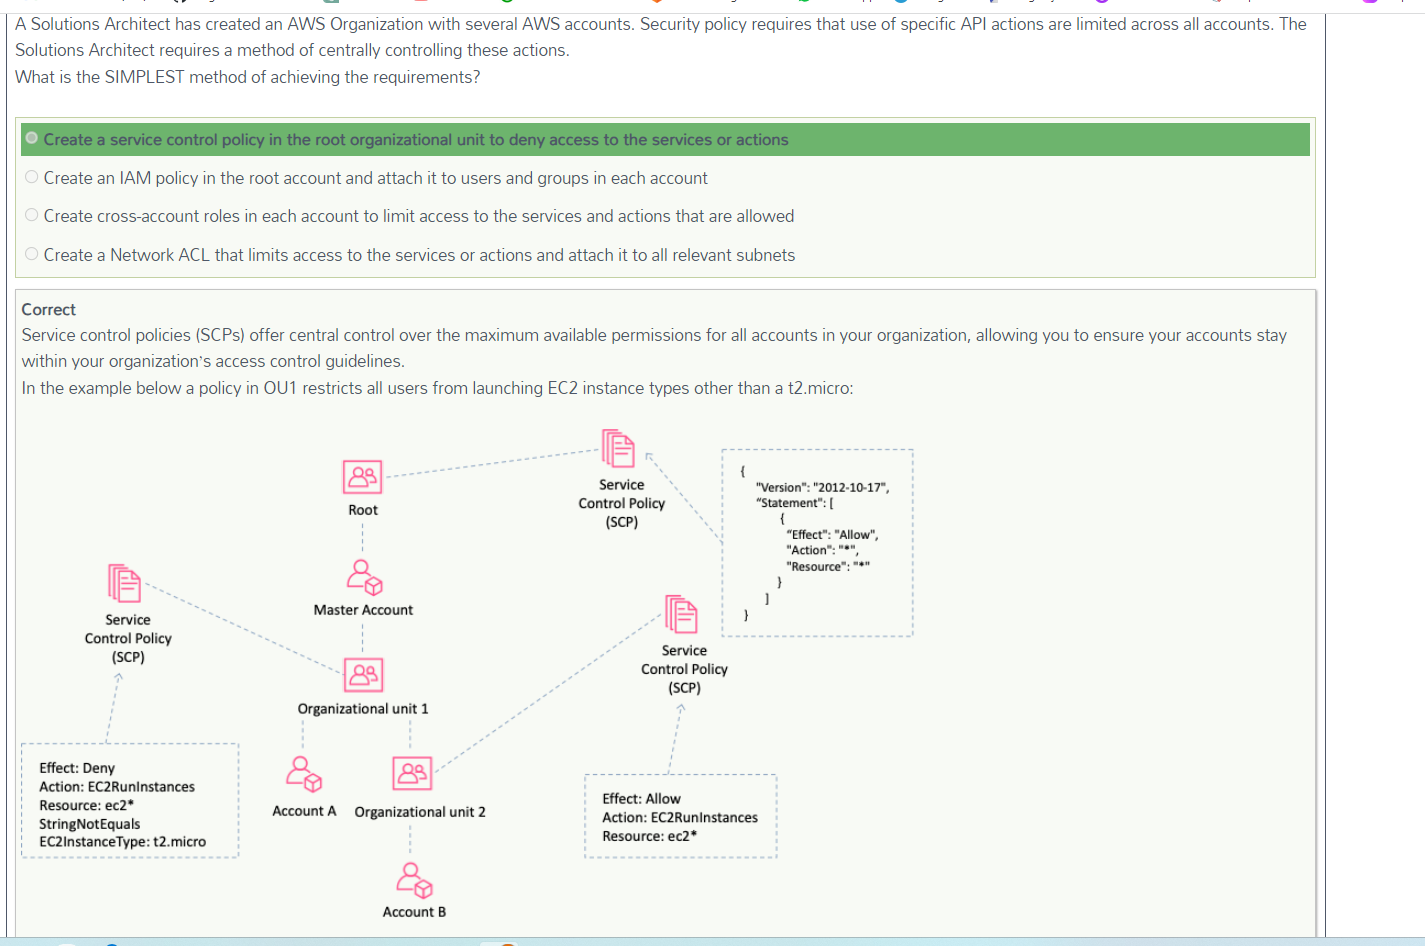 A Solutions Architect has created an AWS Organization with several AWS accounts. Security policy requires that use of specific API actions are limited across all accounts. The
Solutions Architect requires a method of centrally controlling these actions.
What is the SIMPLEST method of achieving the requirements?
Create a service control policy in the root organizational unit to deny access to the services or actions
Create an IAM policy in the root account and attach it to users and groups in each account
Create cross-account roles in each account to limit access to the services and actions that are allowed
Create a Network ACL that limits access to the services or actions and attach it to all relevant subnets
Correct
Service control policies (SCPs) offer central control over the maximum available permissions for all accounts in your organization, allowing you to ensure your accounts stay
within your organization's access control guidelines.
In the example below a policy in OU1 restricts all users from launching EC2 instance types other than a t2.micro:
Root
Service
Control Policy
(SCP)
{
"Version": "2012-10-17",
"Statement": [
{
"Effect": "Allow",
"Action": "*",
"Resource": "*"
}
]
}
Master Account
Service
Control Policy
(SCP)
Service
Control Policy
(SCP)
Organizational unit 1
Effect: Deny
Action: EC2RunInstances
Resource: ec2*
StringNotEquals
EC2InstanceType: t2.micro
Account A
Organizational unit 2
Effect: Allow
Action: EC2RunInstances
Resource: ec2*
Account B